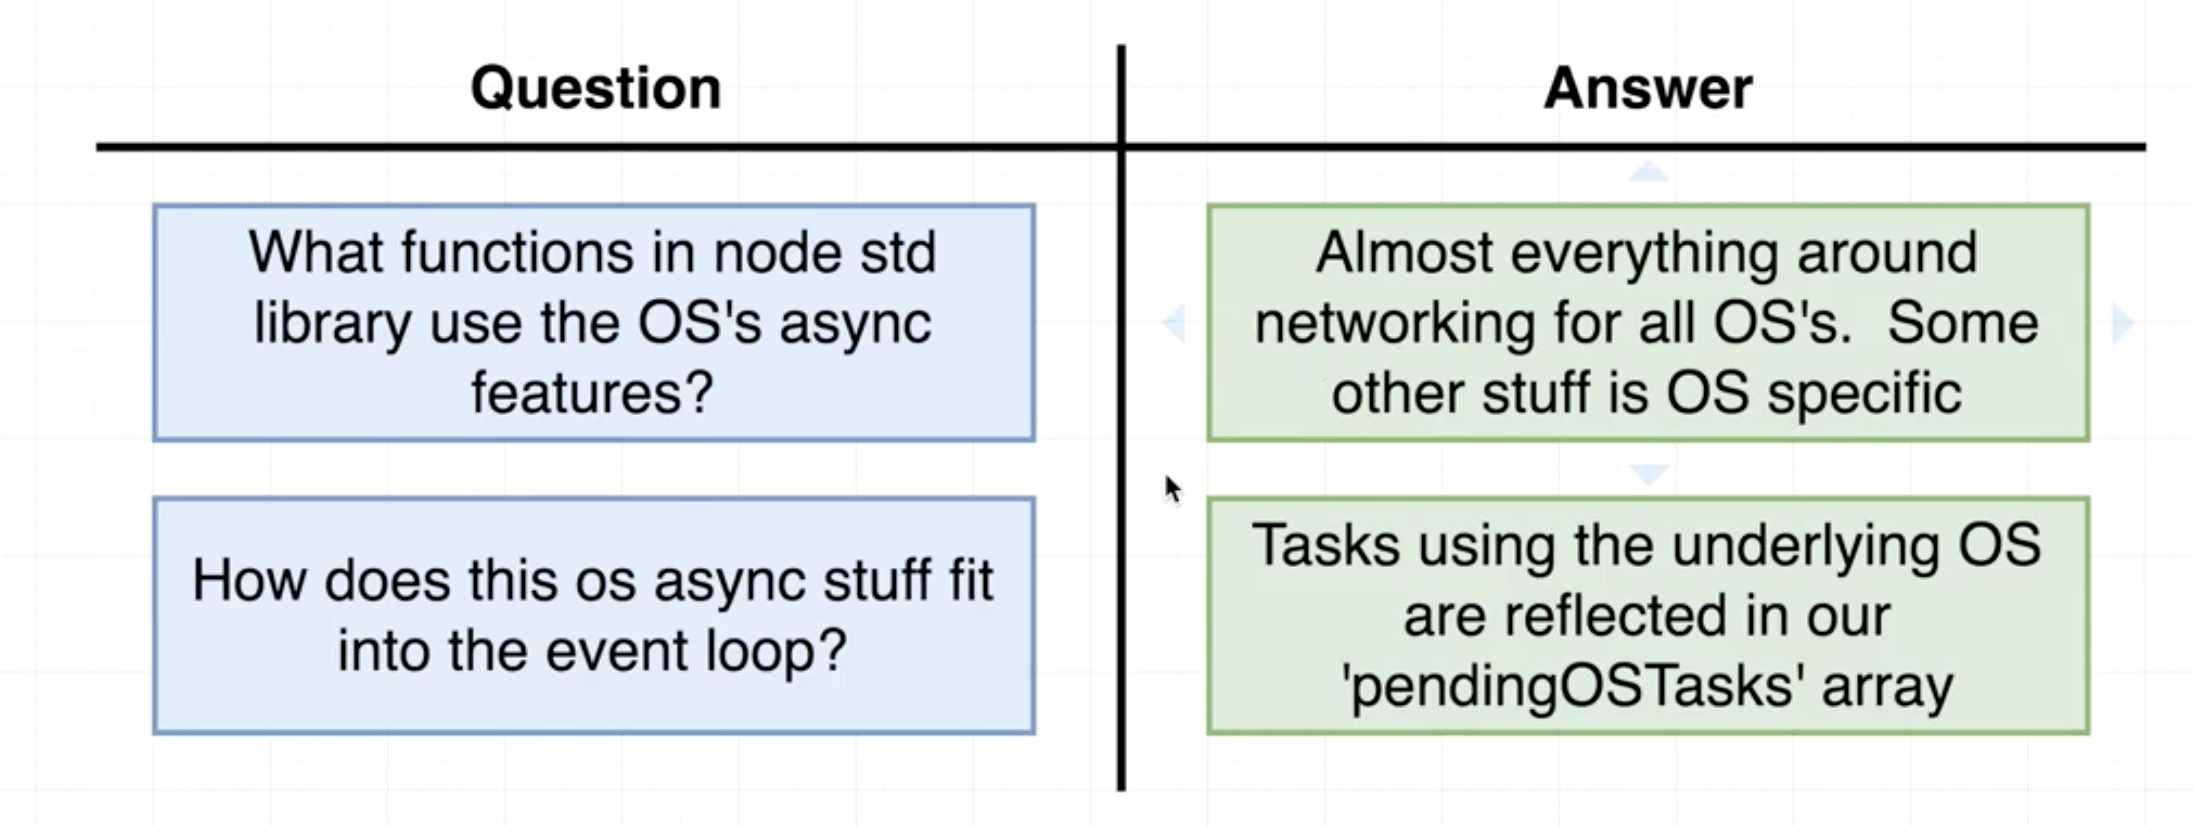 Question
Answer
What functions in node std
library use the OS's async
features?
Almost everything around
networking for all OS's.  Some
other stuff is OS specific
How does this os async stuff fit
into the event loop?
Tasks using the underlying OS
are reflected in our
'pendingOSTasks' array